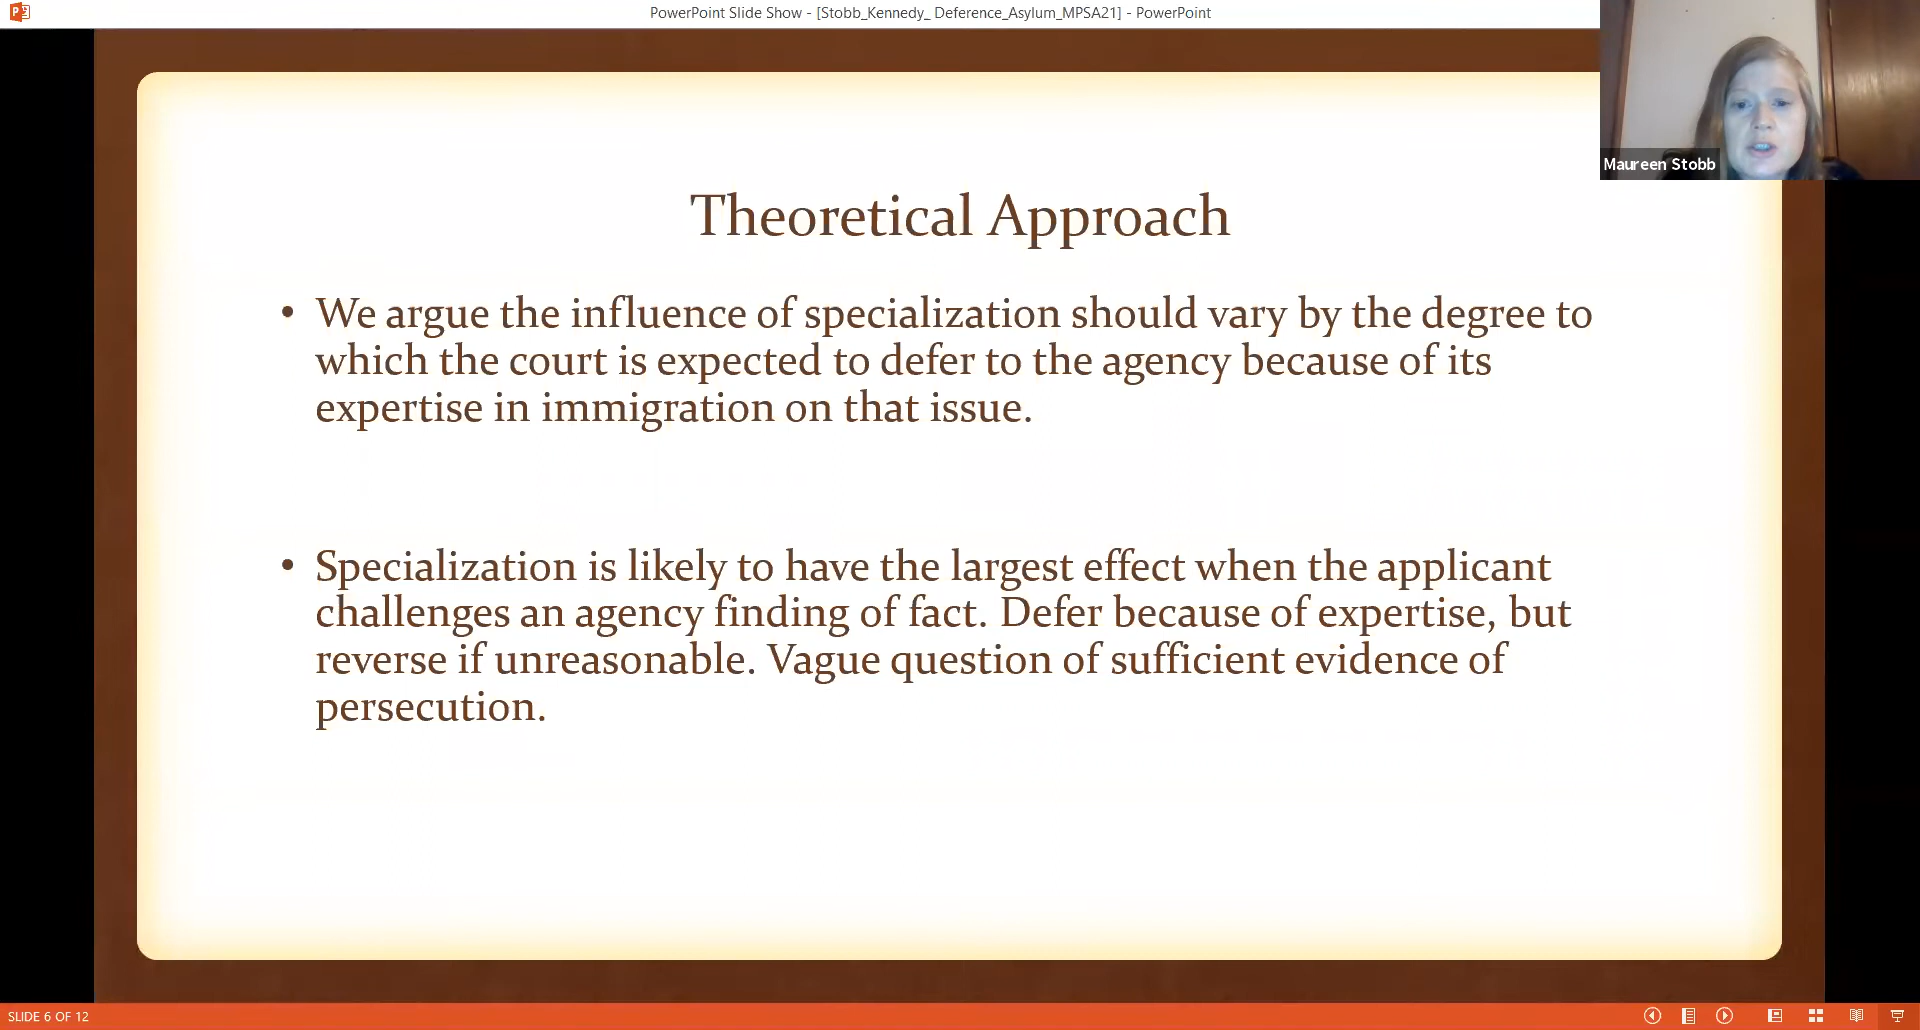 PowerPoint Slide Show - [Stobb_Kennedy_ Deference_Asylum_MPSA21] - PowerPoint
Maureen Stobb
Theoretical Approach
• We argue the influence of specialization should vary by the degree to
which the court is expected to defer to the agency because of its
expertise in immigration on that issue.
• Specialization is likely to have the largest effect when the applicant
challenges an agency finding of fact. Defer because of expertise, but
reverse if unreasonable. Vague question of sufficient evidence of
persecution.
SLIDE 6 OF 12